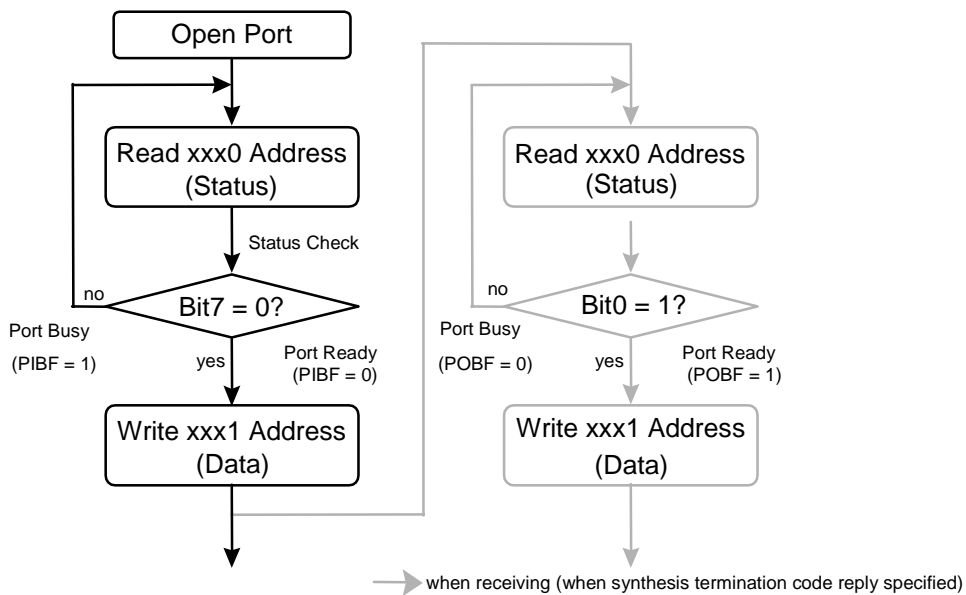 Open Port
Read xxx0 Address
(Status)
Status Check
Bit7 = 0?
no
Port Busy
(PIBF = 1)
yes
Port Ready
(PIBF = 0)
Write xxx1 Address
(Data)
Read xxx0 Address
(Status)
Bit0 = 1?
no
Port Busy
(POBF = 0)
yes
Port Ready
(POBF = 1)
Write xxx1 Address
(Data)
when receiving (when synthesis termination code reply specified)